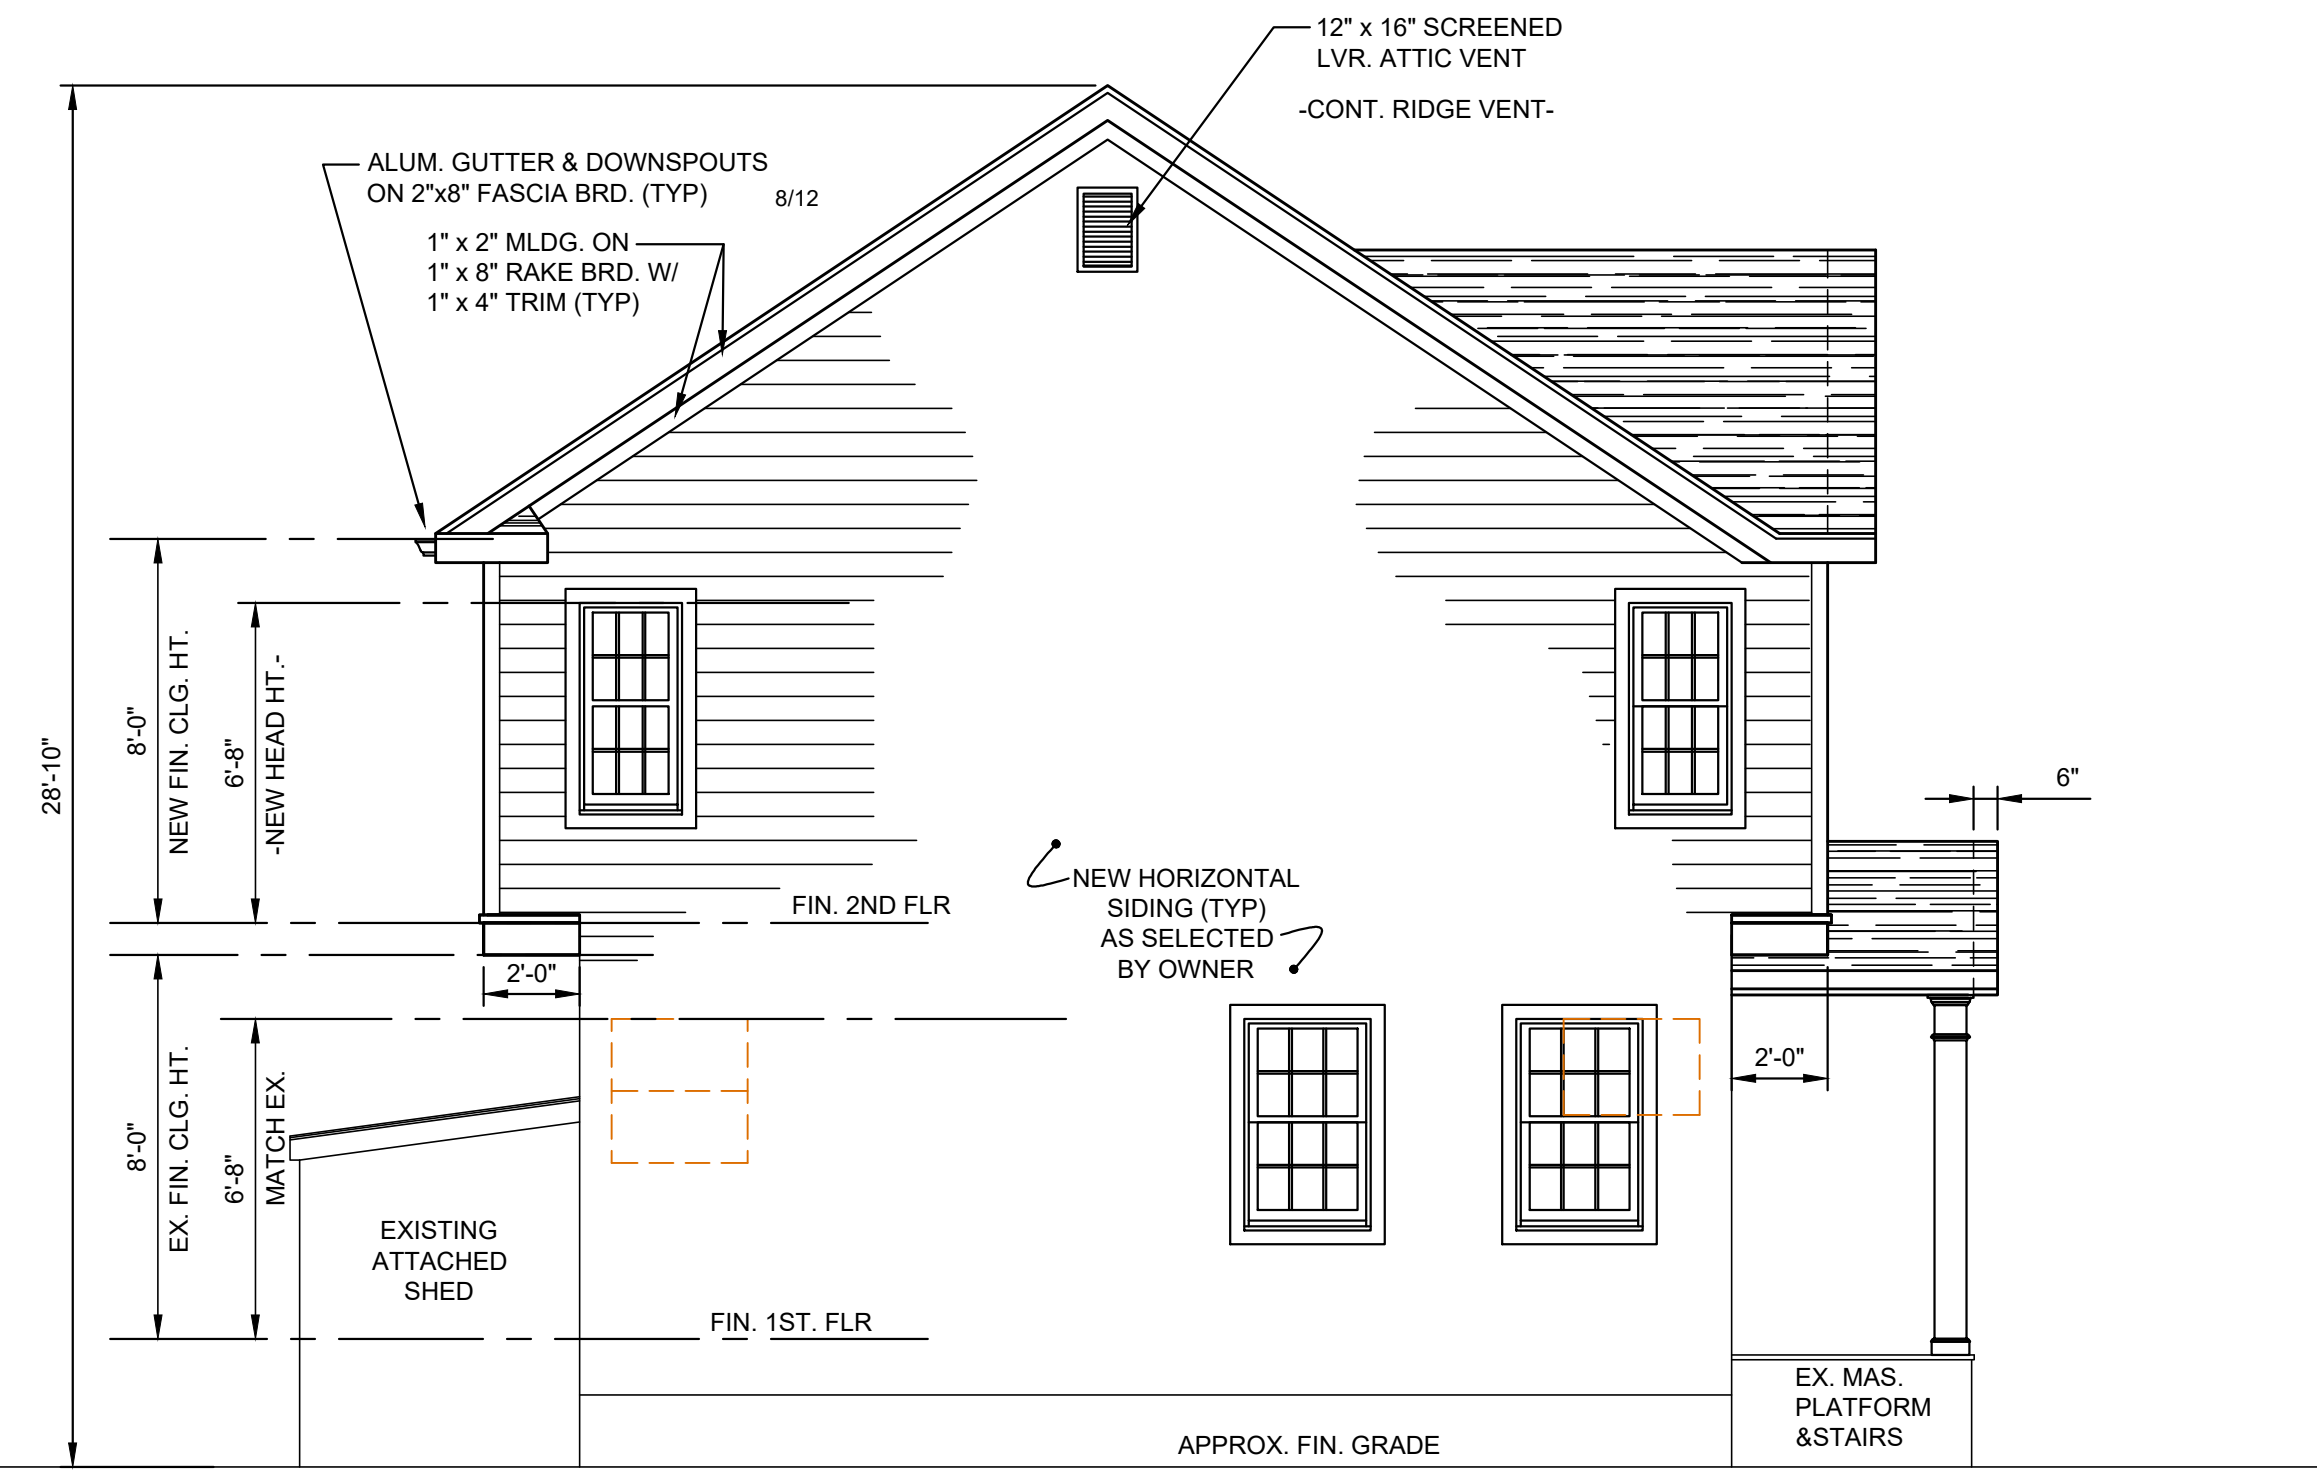 12" x 16" SCREENED
LVR. ATTIC VENT
-CONT. RIDGE VENT-
ALUM. GUTTER & DOWNSPOUTS
ON 2"x8" FASCIA BRD. (TYP)
8/12
1" x 2" MLDG. ON
1" x 8" RAKE BRD. W/
1" x 4" TRIM (TYP)
28'-10"
8'-0"
NEW FIN. CLG. HT.
6'-8"
-NEW HEAD HT.-
6"
NEW HORIZONTAL
SIDING (TYP)
AS SELECTED
BY OWNER
FIN. 2ND FLR
2'-0"
2'-0"
8'-0"
EX. FIN. CLG. HT.
6'-8"
MATCH EX.
EXISTING
ATTACHED
SHED
FIN. 1ST. FLR
EX. MAS.
PLATFORM
&STAIRS
APPROX. FIN. GRADE